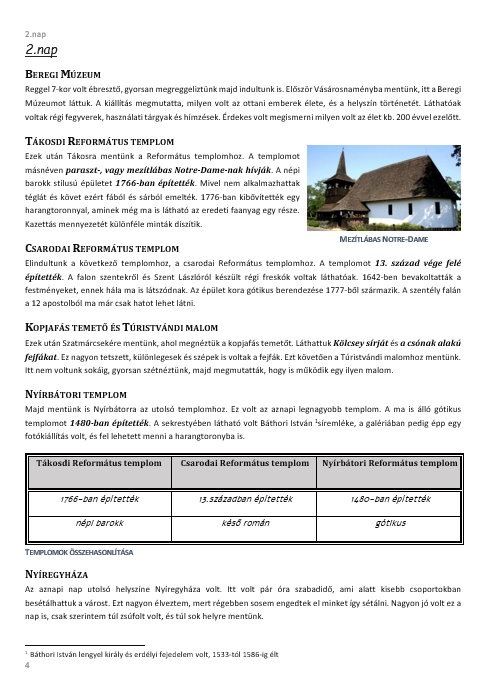 2.nap
2.nap
Beregi Múzeum
Reggel 7-kor volt ébresztő, gyorsan megreggeliztünk majd indultunk is. Először Vásárosnaményba mentünk, itt a Beregi
Múzeumot láttuk. A kiállítás megmutatta, milyen volt az ottani emberek élete, és a helyszín történetét. Láthatóak
voltak régi fegyverek, használati tárgyak és hímzések. Érdekes volt megismerni milyen volt az élet kb. 200 évvel ezelőtt.
Tákosdi Református templom
Ezek után Tákosra mentünk a Református templomhoz. A templomot
másnéven paraszt-, vagy mezítlábas Notre-Dame-nak hívják. A népi
barokk stílusú épületet 1766-ban építették. Mivel nem alkalmazhattak
téglát és követ ezért fából és sárból emelték. 1776-ban kibővítették egy
harangtoronnyal, aminek még ma is látható az eredeti faanyag egy része.
Kazettás mennyezetét különféle minták díszítik.
Mezítlábas Notre-Dame
Csarodai Református templom
Elindultunk a következő templomhoz, a csarodai Református templomhoz. A templomot 13. század vége felé
építették. A falon szentekről és Szent Lászlóról készült régi freskók voltak láthatóak. 1642-ben bevakoltatták a
festményeket, ennek hála ma is látszódnak. Az épület kora gótikus berendezése 1777-ből származik. A szentély falán
a 12 apostolból ma már csak hatot lehet látni.
Kopjafás temető és Túristvándi malom
Ezek után Szatmárcsekére mentünk, ahol megnéztük a kopjafás temetőt. Láthattuk Kölcsey sírját és a csónak alakú
fejfákat. Ez nagyon tetszett, különlegesek és szépek is voltak a fejfák. Ezt követően a Túristvándi malomhoz mentünk.
Itt nem voltunk sokáig, gyorsan szétnéztünk, majd megmutatták, hogy is működik egy ilyen malom.
Nyírbátori templom
Majd mentünk is Nyírbátorra az utolsó templomhoz. Ez volt az aznapi legnagyobb templom. A ma is álló gótikus
templomot 1480-ban építették. A sekrestyében látható volt Báthori István ¹síremléke, a galériában pedig épp egy
fotókiállítás volt, és fel lehetett menni a harangtoronyba is.
Tákosdi Református templom Csarodai Református templom Nyírbátori Református templom
1766-ban építették 13.században építették 1480-ban építették
népi barokk késő román gótikus
Templomok összehasonlítása
Nyíregyháza
Az aznapi nap utolsó helyszíne Nyíregyháza volt. Itt volt pár óra szabadidő, ami alatt kisebb csoportokban
besétálhattuk a várost. Ezt nagyon élveztem, mert régebben sosem engedtek el minket így sétálni. Nagyon jó volt ez a
nap is, csak szerintem túl zsúfolt volt, és túl sok helyre mentünk.
¹ Báthori István lengyel király és erdélyi fejedelem volt, 1533-tól 1586-ig élt
4